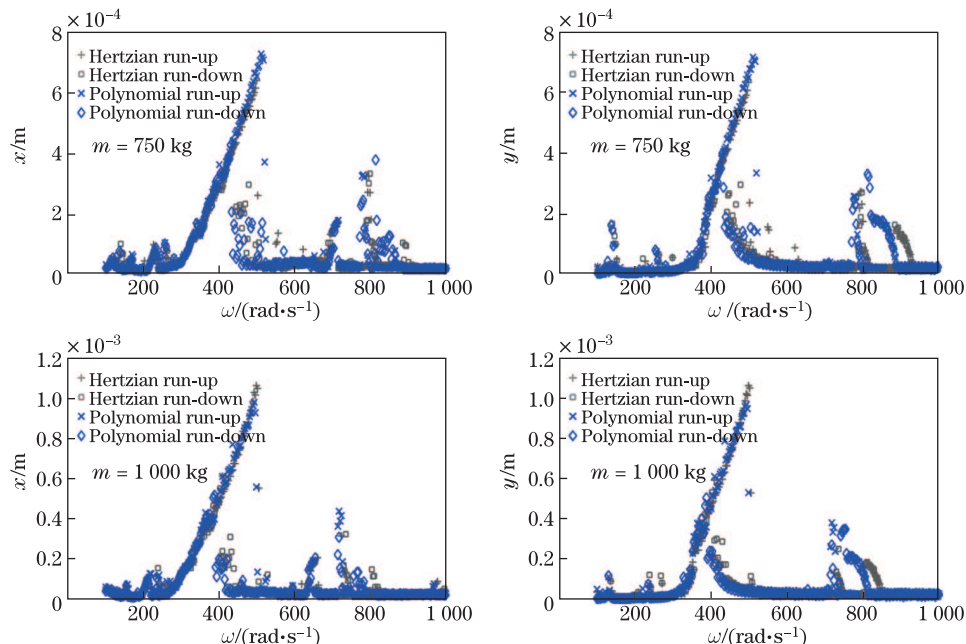 × 10⁻⁴
8
6
4
2
0
x/m
+ Hertzian run-up
□ Hertzian run-down
× Polynomial run-up
◇ Polynomial run-down
m = 750 kg
200 400 600 800 1 000
ω/(rad•s⁻¹)
× 10⁻⁴
8
6
4
2
0
y/m
+ Hertzian run-up
□ Hertzian run-down
× Polynomial run-up
◇ Polynomial run-down
m = 750 kg
200 400 600 800 1 000
ω/(rad•s⁻¹)
× 10⁻³
1.2
1.0
0.8
0.6
0.4
0.2
0
x/m
+ Hertzian run-up
□ Hertzian run-down
× Polynomial run-up
◇ Polynomial run-down
m = 1 000 kg
200 400 600 800 1 000
ω/(rad•s⁻¹)
× 10⁻³
1.2
1.0
0.8
0.6
0.4
0.2
0
y/m
+ Hertzian run-up
□ Hertzian run-down
× Polynomial run-up
◇ Polynomial run-down
m = 1 000 kg
200 400 600 800 1 000
ω/(rad•s⁻¹)